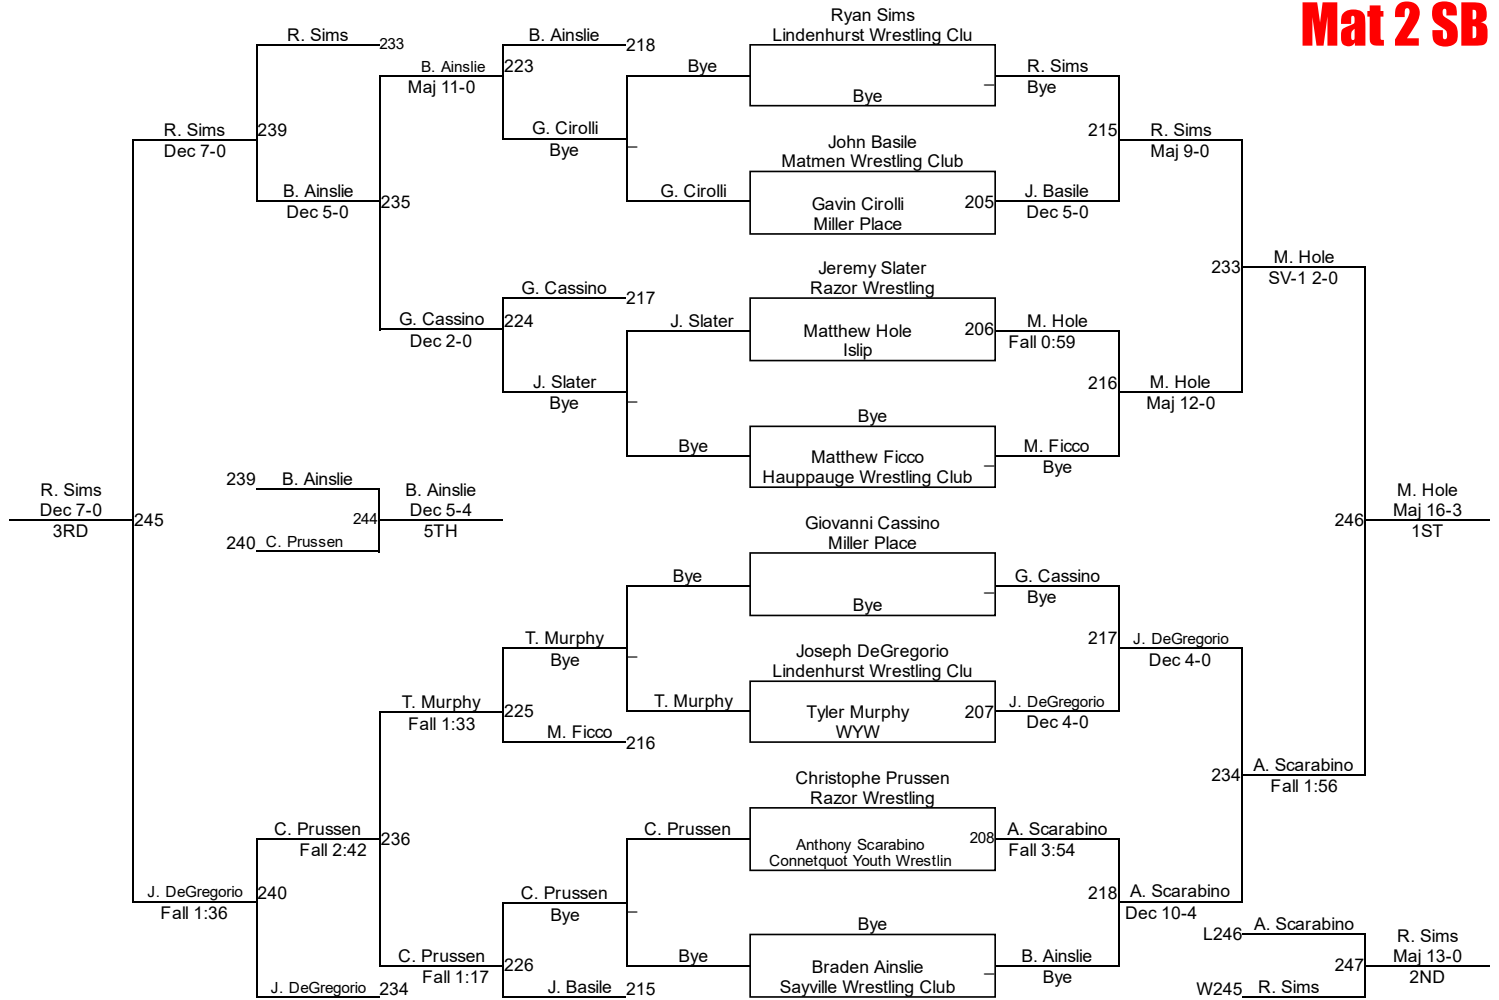 Mat 2 SB
Ryan Sims
Lindenhurst Wrestling Clu
Bye
R. Sims
Bye
John Basile
Matmen Wrestling Club
Gavin Cirolli
Miller Place
205
J. Basile
Dec 5-0
215
R. Sims
Maj 9-0
Jeremy Slater
Razor Wrestling
Matthew Hole
Islip
206
M. Hole
Fall 0:59
Bye
Matthew Ficco
Hauppauge Wrestling Club
M. Ficco
Bye
216
M. Hole
Maj 12-0
233
M. Hole
SV-1 2-0
Giovanni Cassino
Miller Place
Bye
G. Cassino
Bye
Joseph DeGregorio
Lindenhurst Wrestling Clu
Tyler Murphy
WYW
207
J. DeGregorio
Dec 4-0
217
J. DeGregorio
Dec 4-0
Christophe Prussen
Razor Wrestling
Anthony Scarabino
Connetquot Youth Wrestlin
208
A. Scarabino
Fall 3:54
Bye
Braden Ainslie
Sayville Wrestling Club
B. Ainslie
Bye
218
A. Scarabino
Dec 10-4
234
A. Scarabino
Fall 1:56
246
M. Hole
Maj 16-3
1ST
L246
A. Scarabino
W245
R. Sims
247
R. Sims
Maj 13-0
2ND
Bye
G. Cirolli
G. Cirolli
Bye
B. Ainslie
218
223
B. Ainslie
Maj 11-0
J. Slater
Bye
J. Slater
Bye
G. Cassino
217
224
G. Cassino
Dec 2-0
235
B. Ainslie
Dec 5-0
R. Sims
233
239
R. Sims
Dec 7-0
239
B. Ainslie
240
C. Prussen
244
B. Ainslie
Dec 5-4
5TH
R. Sims
Dec 7-0
3RD
245
Bye
T. Murphy
T. Murphy
Bye
M. Ficco
216
225
T. Murphy
Fall 1:33
C. Prussen
Bye
C. Prussen
Bye
J. Basile
215
226
C. Prussen
Fall 1:17
236
C. Prussen
Fall 2:42
J. DeGregorio
234
240
J. DeGregorio
Fall 1:36